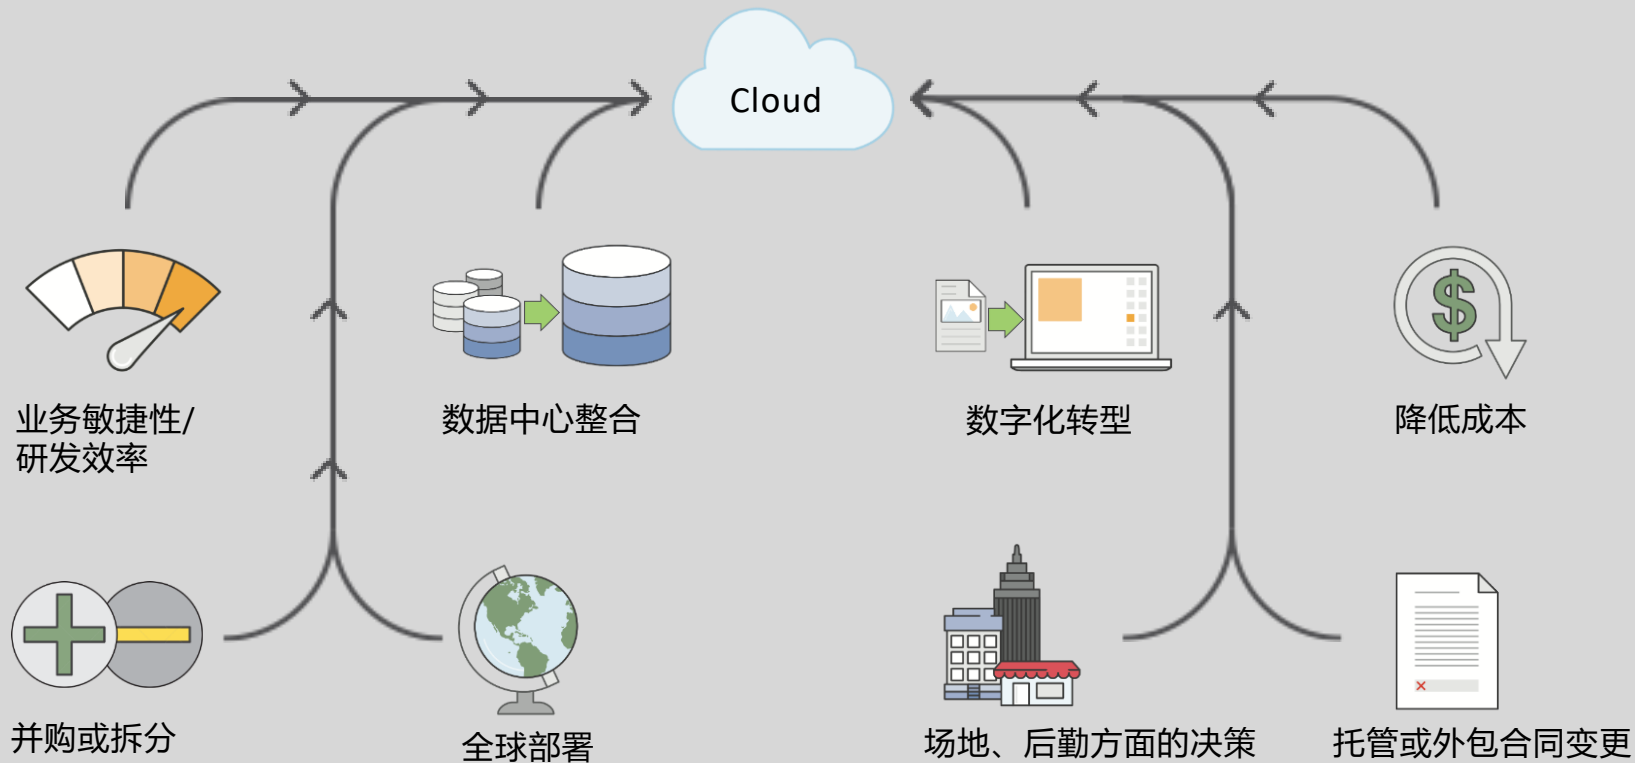 Cloud
业务敏捷性/
研发效率
数据中心整合
数字化转型
降低成本
并购或拆分
全球部署
场地、后勤方面的决策
托管或外包合同变更